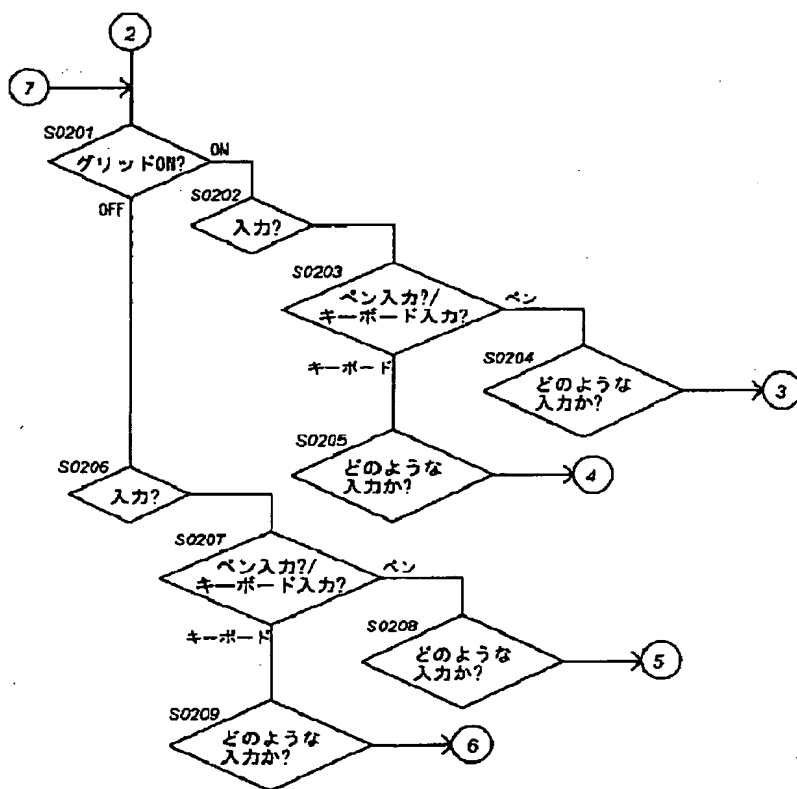 2
7
S0201
グリッドON?
ON
OFF
S0202
入力?
S0203
ペン入力?/
キーボード入力?
ペン
キーボード
S0204
どのような
入力か?
3
S0205
どのような
入力か?
4
S0206
入力?
S0207
ペン入力?/
キーボード入力?
ペン
キーボード
S0208
どのような
入力か?
5
S0209
どのような
入力か?
6